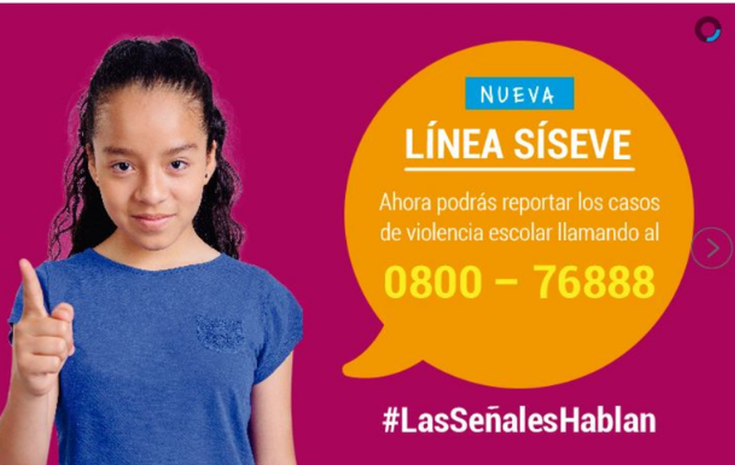 NUEVA
LÍNEA SÍSEVE
Ahora podrás reportar los casos
de violencia escolar llamando al
0800 – 76888
#LasSeñalesHablan